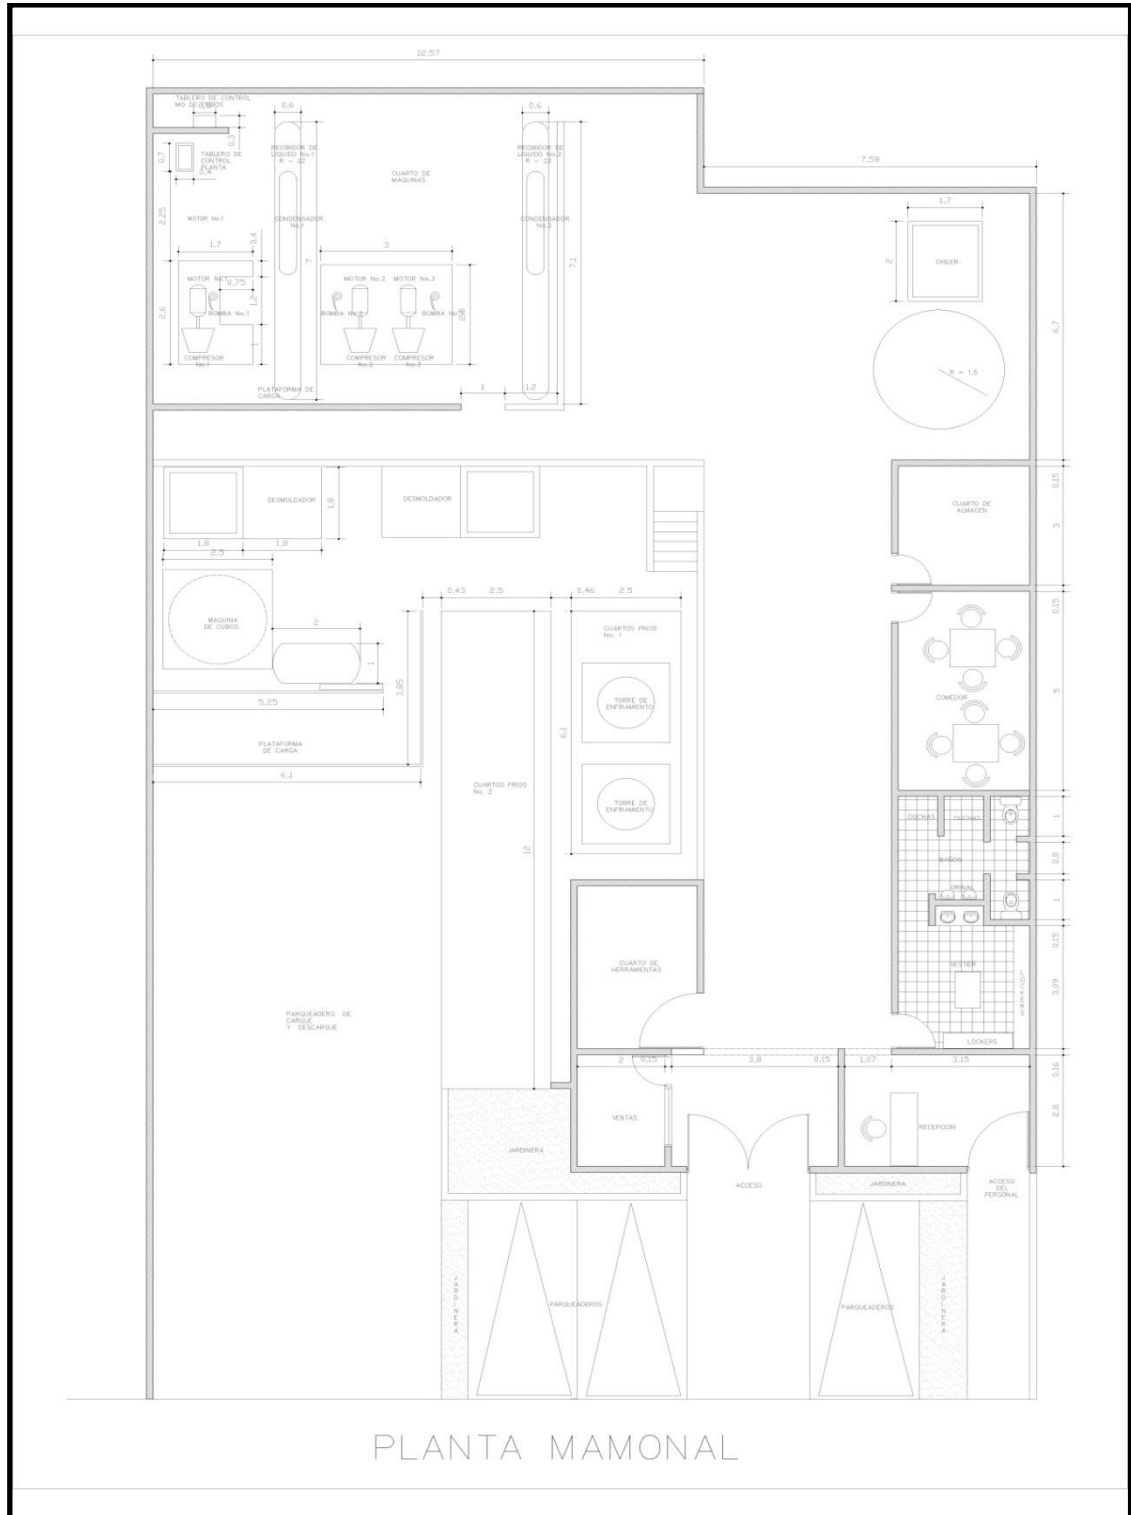 12,57
TABLERO DE CONTROL
MQ DE CUBOS
0,6
0,6
0,3
RECIBIDOR DE
LIQUIDO No.1
R - 22
RECIBIDOR DE
LIQUIDO No.2
R - 22
TABLERO DE
CONTROL
PLANTA
0,7
0,4
CUARTO DE
MAQUINAS
7,58
2,25
MOTOR No.1
CONDENSADOR
No.1
CONDENSADOR
No.2
1,7
0,4
1,7
3
7
7,1
2
CHILER
MOTOR No.1
0,75
MOTOR No.2
MOTOR No.3
2,6
1,2
BOMBA No.1
1
COMPRESOR
No.1
COMPRESOR
No.2
COMPRESOR
No.3
6,7
R = 1.5
PLATAFORMA DE
CARGA
1
1,2
DESMOLDADOR
1,8
DESMOLDADOR
CUARTO DE
ALMACEN
0,15
3
1,8
1,8
2,5
0,43
2,5
0,46
2,5
0,15
MAQUINA
DE CUBOS
2
1
CUARTOS FRIOS
No. 1
3,85
5,25
TORRE DE
ENFRIAMIENTO
COMEDOR
5
PLATAFORMA
DE CARGA
6,1
6,1
CUARTOS FRIOS
No. 2
TORRE DE
ENFRIAMIENTO
12
DUCHAS
DUCHAS
1
BAÑOS
0,8
ORINAL
1
0,15
CUARTO DE
HERRAMIENTAS
VESTIER
LOCKERS
3,09
PARQUEADERO DE
CARGUE
Y DESCARGUE
LOCKERS
2
0,15
3,8
0,15
1,07
3,15
0,16
VENTAS
RECEPCION
2,8
JARDINERA
ACCESO
JARDINERA
ACCESO
DEL
PERSONAL
JARDINERA
PARQUEADEROS
PARQUEADEROS
JARDINERA
PLANTA MAMONAL